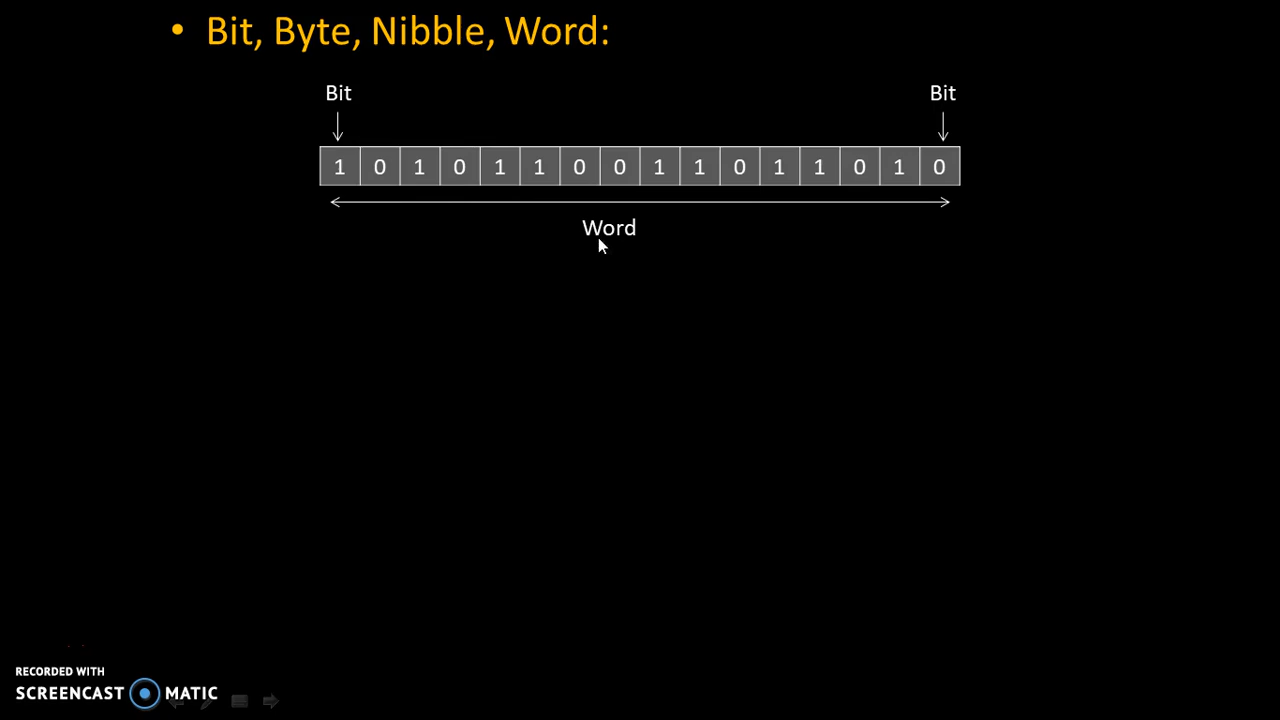 • Bit, Byte, Nibble, Word:
Bit Bit
1 0 1 0 1 1 0 0 1 1 0 1 1 0 1 0
Word
RECORDED WITH
SCREENCAST MATIC